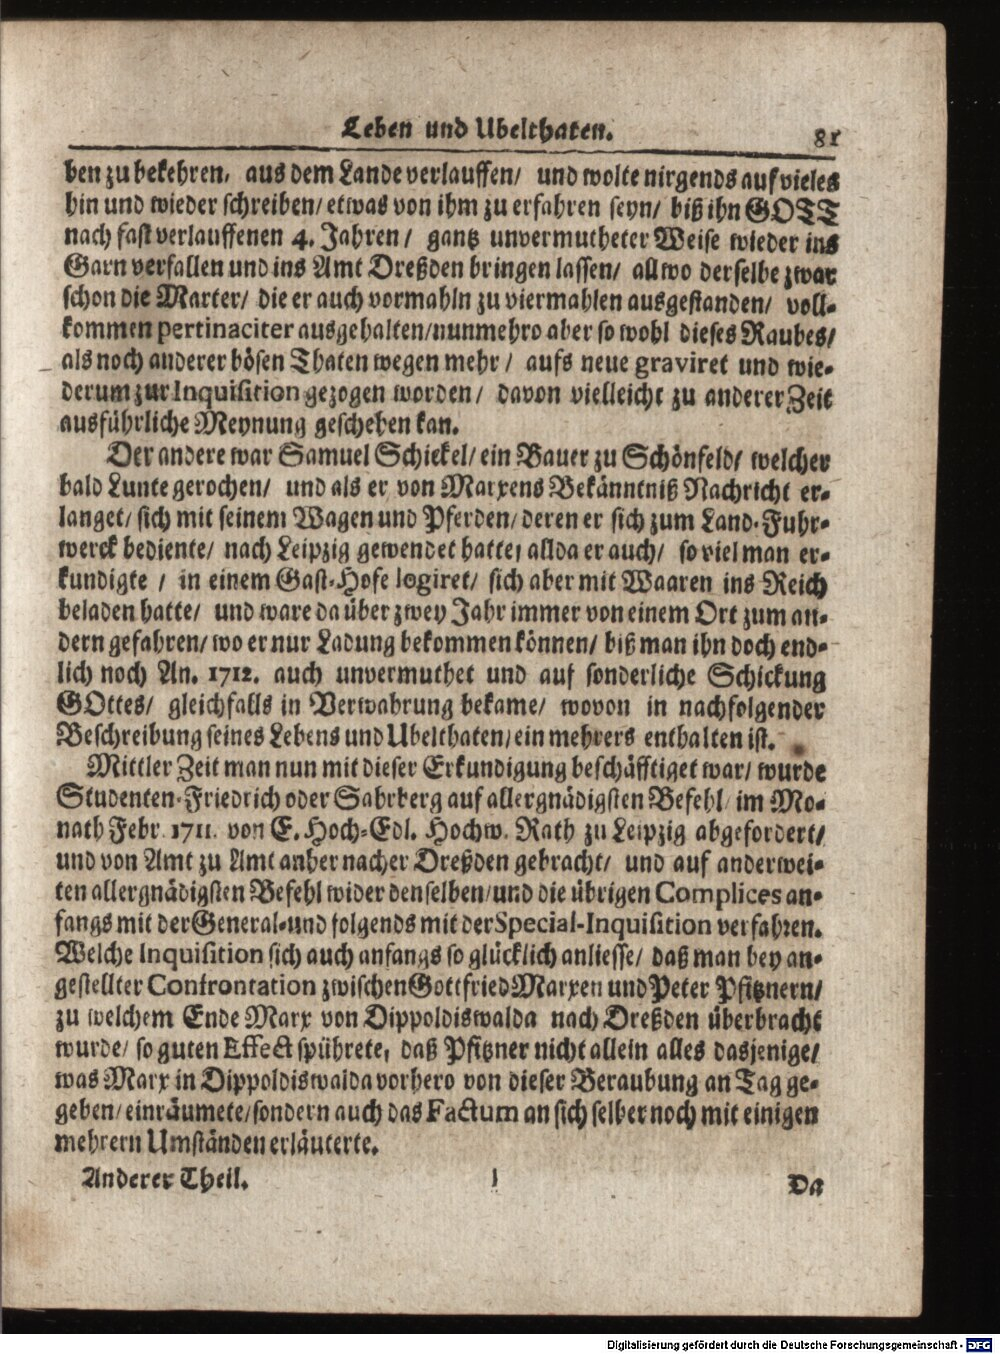 Leben und Ubelthaten. 81
ben zu bekehren, aus dem Lande verlauffen/ und wolte nirgends auf vieles
hin und wieder schreiben/ etwas von ihm zu erfahren seyn/ biß ihn GOTT
nach fast verlauffenen 4. Jahren/ gantz unvermutheter Weise wieder ins
Garn verfallen und ins Amt Dreßden bringen lassen/ allwo derselbe zwar
schon die Marter/ die er auch vormahln zu viermahlen ausgestanden/ voll-
kommen pertinaciter ausgehalten/ nunmehro aber so wohl dieses Raubes/
als noch anderer bösen Thaten wegen mehr/ aufs neue graviret und wie-
derum zur Inquisition gezogen worden/ davon vielleicht zu anderer Zeit
ausführliche Meynung geschehen kan.
Der andere war Samuel Schickel/ ein Bauer zu Schönfeld/ welcher
bald Lunte gerochen/ und als er von Marxens Bekänntniß Nachricht er-
langet/ sich mit seinem Wagen und Pferden/ deren er sich zum Land-Fuhr-
werck bediente/ nach Leipzig gewendet hatte/ allda er auch/ so viel man er-
kundigte/ in einem Gast-Hofe logiret/ sich aber mit Waaren ins Reich
beladen hatte/ und ware da über zwey Jahr immer von einem Ort zum an-
dern gefahren/ wo er nur Ladung bekommen können/ biß man ihn doch end-
lich noch An. 1712. auch unvermuthet und auf sonderliche Schickung
GOttes/ gleichfalls in Verwahrung bekame/ wovon in nachfolgender
Beschreibung seines Lebens und Ubelthaten/ ein mehrers enthalten ist.
Mittler Zeit man nun mit dieser Erkundigung beschäfftiget war/ wurde
Studenten-Friedrich oder Sahrberg auf allergnädigsten Befehl/ im Mo-
nath Febr. 1711. von E. Hoch-Edl. Hochw. Rath zu Leipzig abgefordert/
und von Amt zu Amt anher nacher Dreßden gebracht/ und auf anderwei-
ten allergnädigsten Befehl wider denselben/ und die übrigen Complices an-
fangs mit der General- und folgends mit der Special-Inquisition verfahren.
Welche Inquisition sich auch anfangs so glücklich anliesse/ daß man bey an-
gestellter Confrontation zwischen Gottfried Marxen und Peter Pfitznern/
zu welchem Ende Marx von Dippoldiswalda nach Dreßden überbracht
wurde/ so guten Effect spührete, daß Pfitzner nicht allein alles dasjenige/
was Marx in Dippoldiswalda vorhero von dieser Beraubung an Tag ge-
geben/ einräumete/ sondern auch das Factum an sich selber noch mit einigen
mehrern Umständen erläuterte.
Anderer Theil. l Da
Digitalisierung gefördert durch die Deutsche Forschungsgemeinschaft - DFG